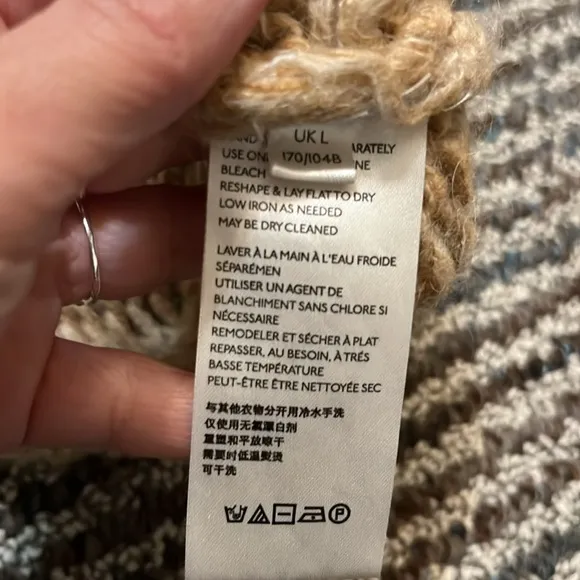 UK L
170/104B
ARATELY
USE ON NE
BLEACH
RESHAPE & LAY FLAT TO DRY
LOW IRON AS NEEDED
MAY BE DRY CLEANED
LAVER À LA MAIN À L'EAU FROIDE
SÉPARÉMEN
UTILISER UN AGENT DE
BLANCHIMENT SANS CHLORE SI
NÉCESSAIRE
REMODELER ET SÉCHER À PLAT
REPASSER, AU BESOIN, À TRÉS
BASSE TEMPÉRATURE
PEUT-ÊTRE ÊTRE NETTOYÉE SEC
与其他衣物分开用冷水手洗
仅使用无氯漂白剂
重塑和平放晾干
需要时低温熨烫
可干洗
P